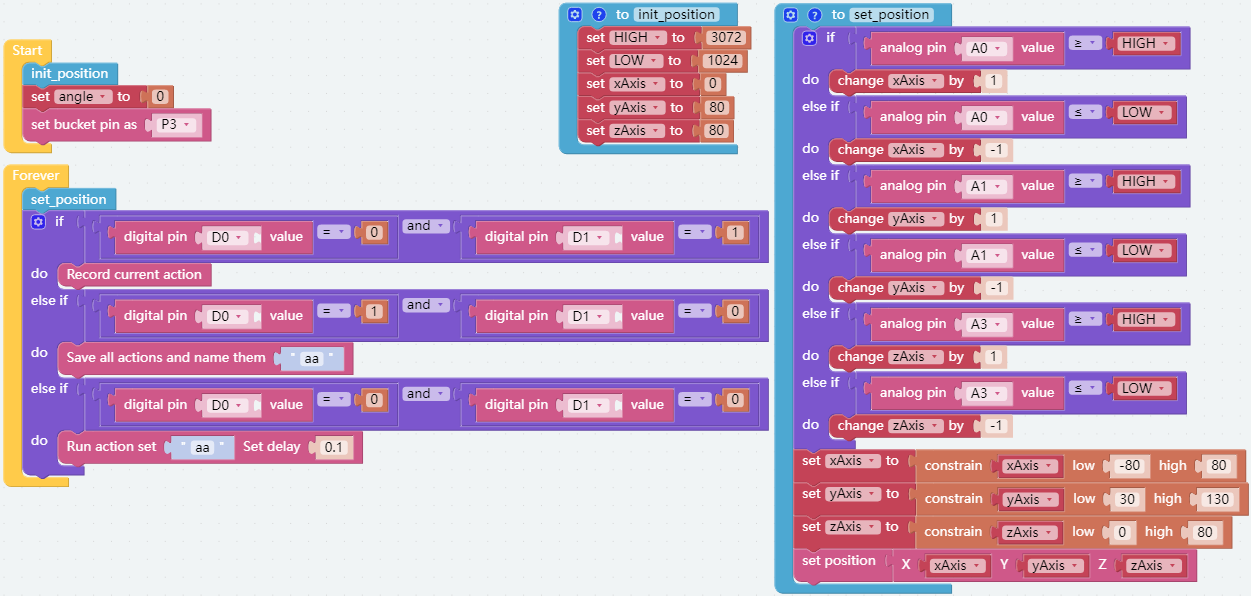 Start
init_position
set angle to 0
set bucket pin as P3
Forever
set_position
if digital pin D0 value = 0 and digital pin D1 value = 1
do Record current action
else if digital pin D0 value = 1 and digital pin D1 value = 0
do Save all actions and name them " aa "
else if digital pin D0 value = 0 and digital pin D1 value = 0
do Run action set " aa " Set delay 0.1
? to init_position
set HIGH to 3072
set LOW to 1024
set xAxis to 0
set yAxis to 80
set zAxis to 80
? to set_position
if analog pin A0 value ≥ HIGH
do change xAxis by 1
else if analog pin A0 value ≤ LOW
do change xAxis by -1
else if analog pin A1 value ≥ HIGH
do change yAxis by 1
else if analog pin A1 value ≤ LOW
do change yAxis by -1
else if analog pin A3 value ≥ HIGH
do change zAxis by 1
else if analog pin A3 value ≤ LOW
do change zAxis by -1
set xAxis to constrain xAxis low -80 high 80
set yAxis to constrain yAxis low 30 high 130
set zAxis to constrain zAxis low 0 high 80
set position X xAxis Y yAxis Z zAxis